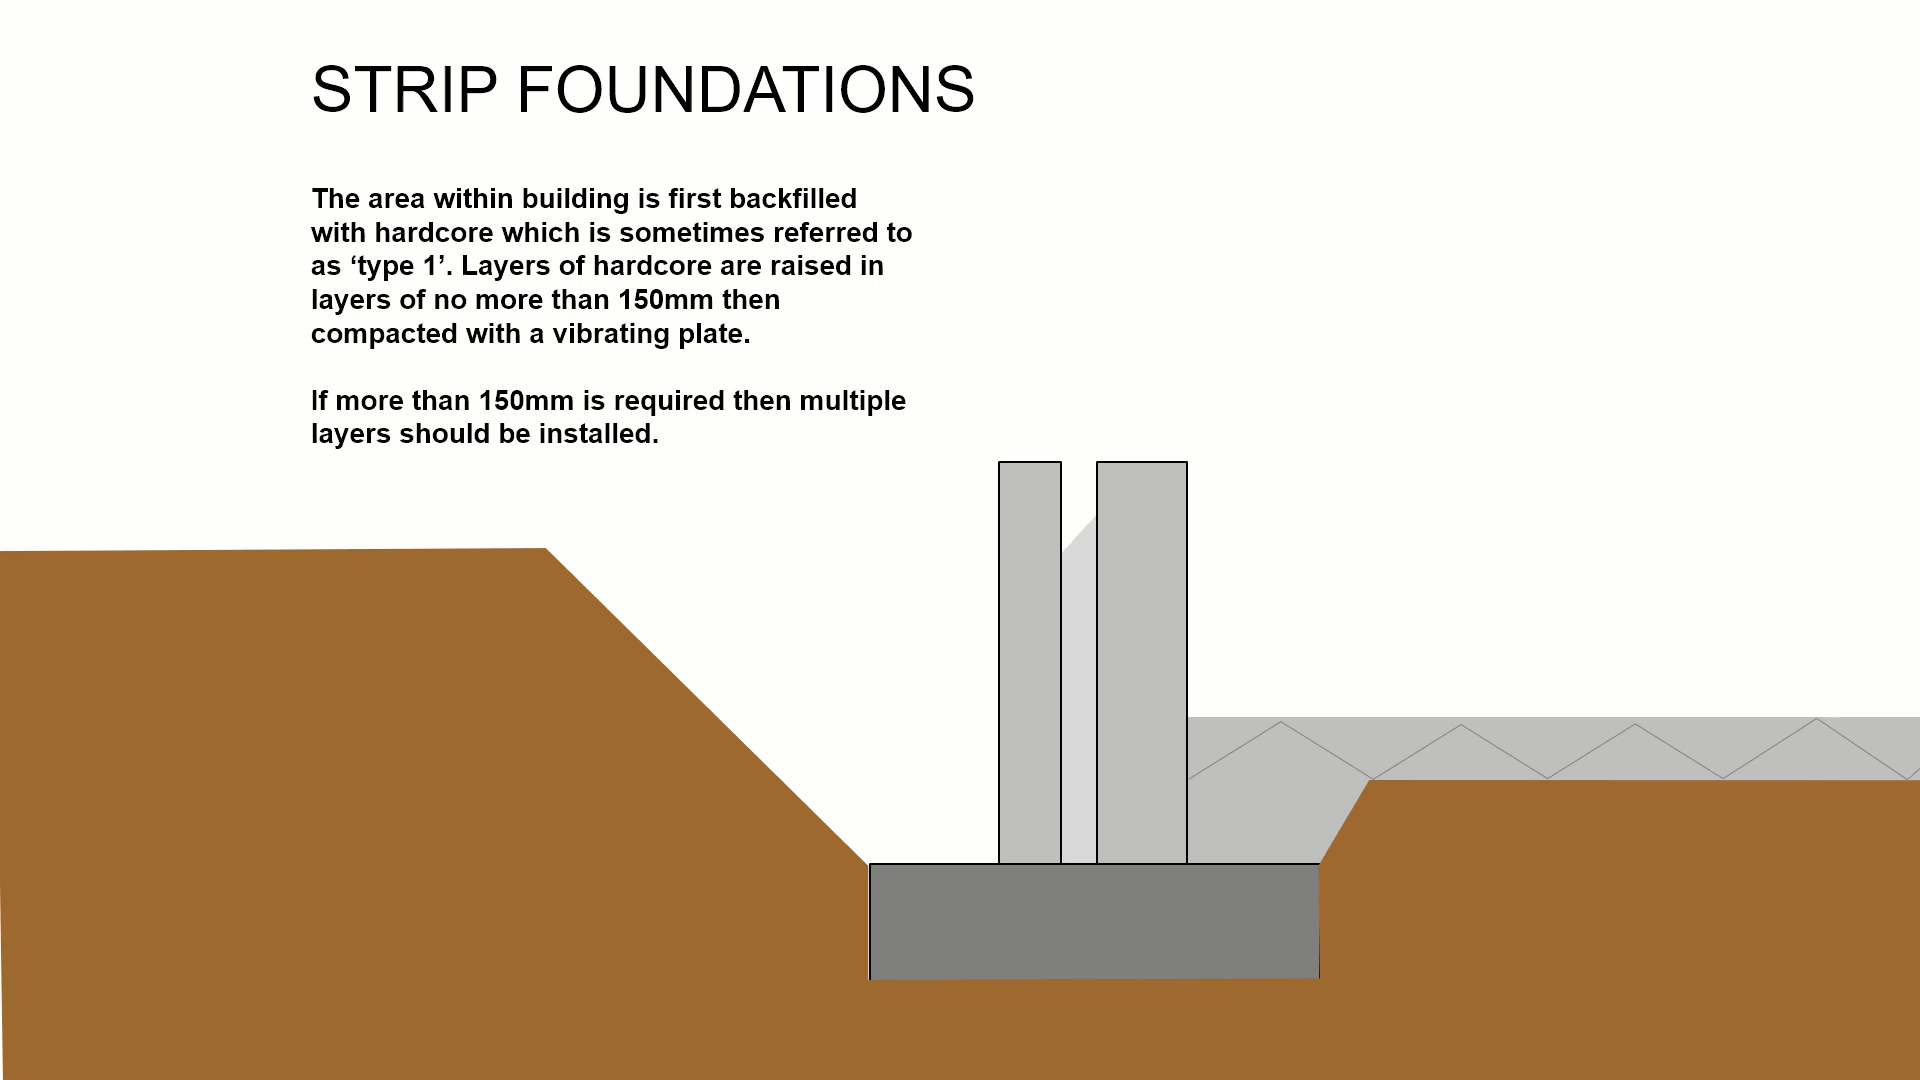 STRIP FOUNDATIONS
The area within building is first backfilled
with hardcore which is sometimes referred to
as ‘type 1’. Layers of hardcore are raised in
layers of no more than 150mm then
compacted with a vibrating plate.
If more than 150mm is required then multiple
layers should be installed.